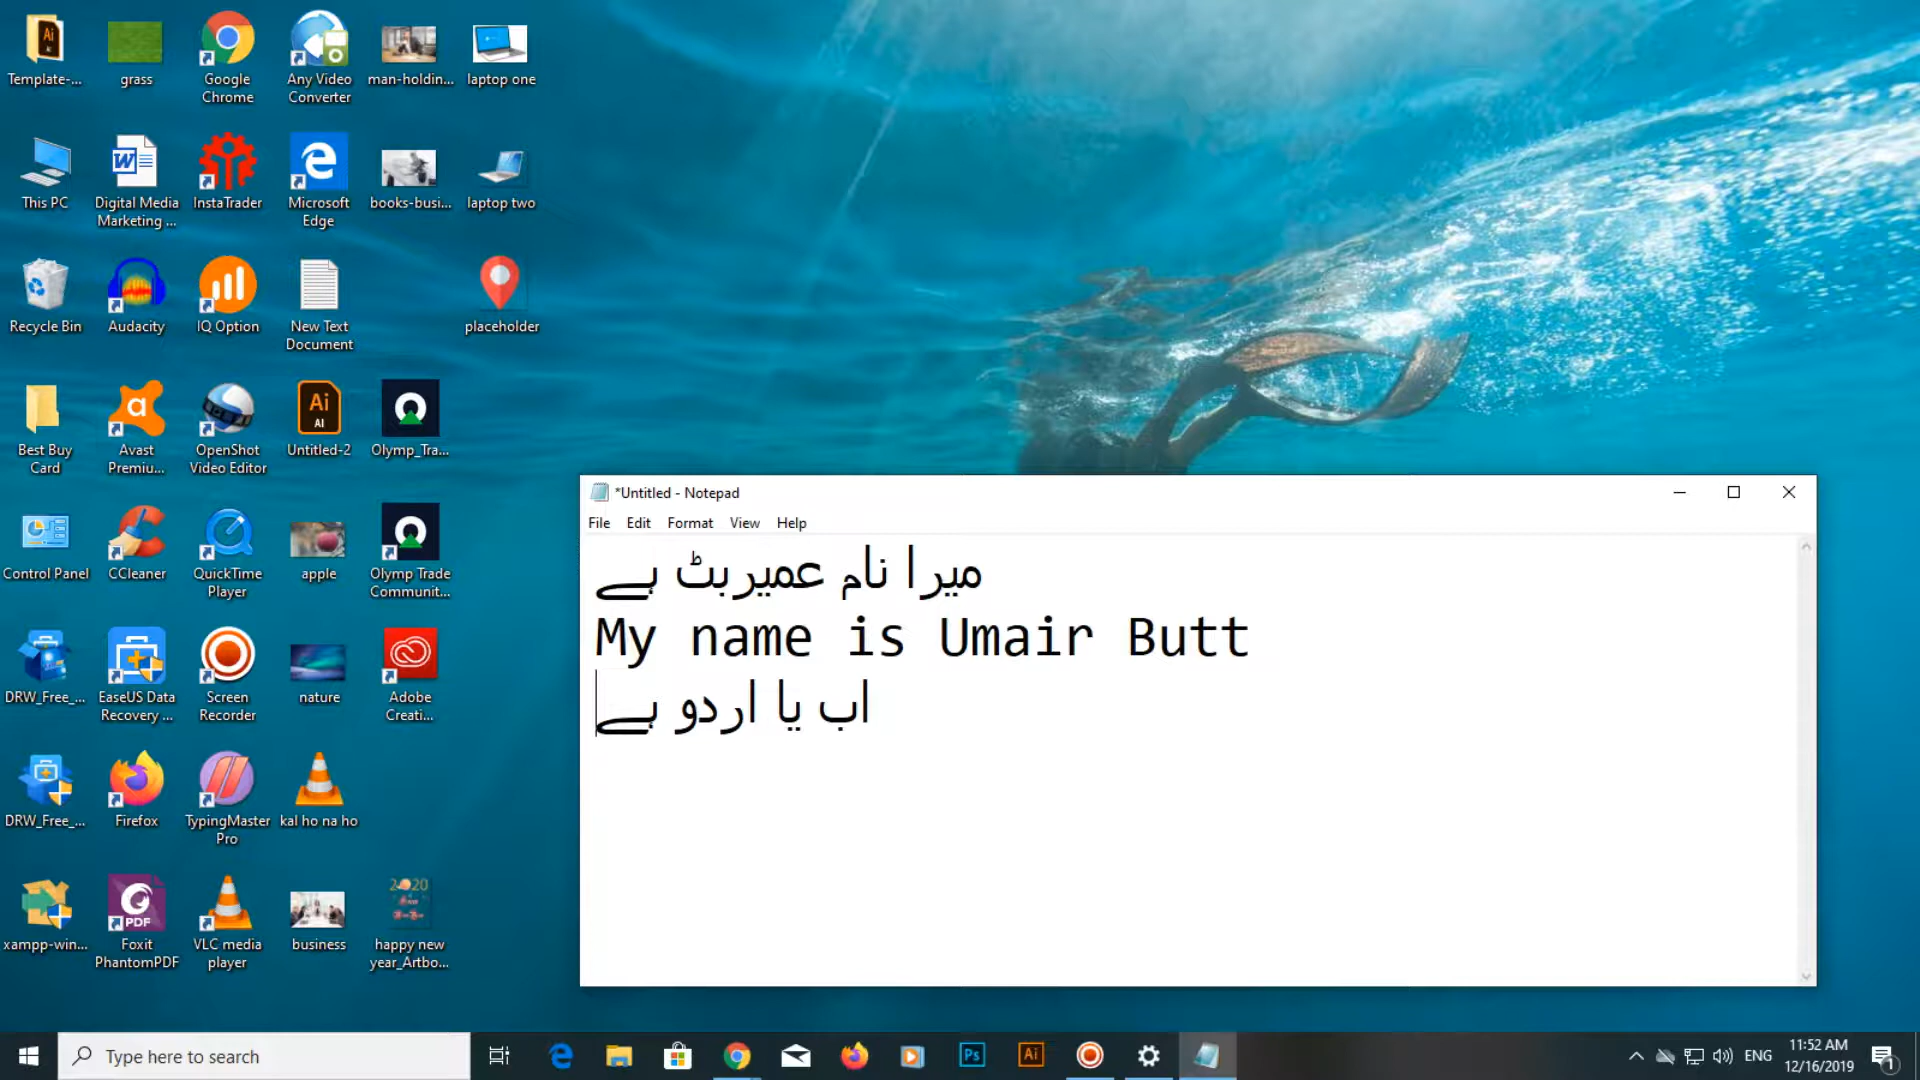 Template-...
grass
Google Chrome
Any Video Converter
man-holdin...
laptop one
This PC
Digital Media Marketing ...
InstaTrader
Microsoft Edge
books-busi...
laptop two
Recycle Bin
Audacity
IQ Option
New Text Document
placeholder
Best Buy Card
Avast Premiu...
OpenShot Video Editor
Untitled-2
Olymp_Tra...
Control Panel
CCleaner
QuickTime Player
apple
Olymp Trade Communit...
DRW_Free_...
EaseUS Data Recovery ...
Screen Recorder
nature
Adobe Creati...
DRW_Free_...
Firefox
TypingMaster Pro
kal ho na ho
xampp-win...
Foxit PhantomPDF
VLC media player
business
happy new year_Artbo...
*Untitled - Notepad
File Edit Format View Help
میرا نام عمیربٹ ہے
My name is Umair Butt
اب یا اردو ہے
Type here to search
ENG
11:52 AM
12/16/2019
1